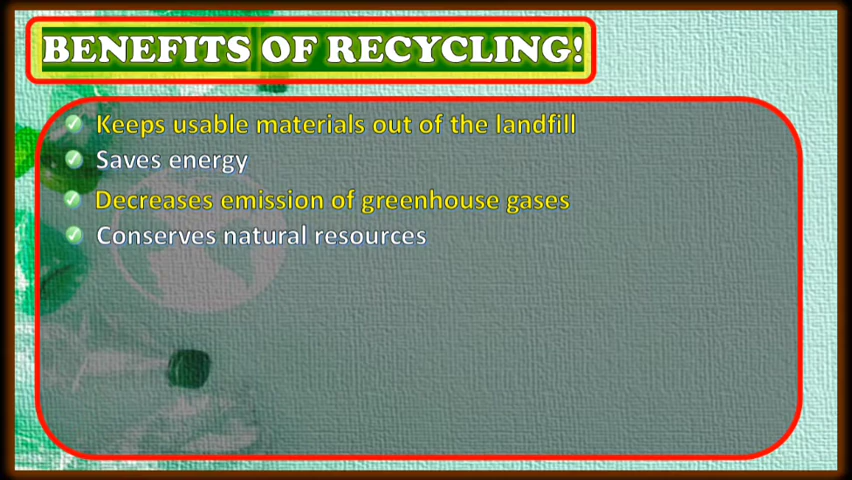 BENEFITS OF RECYCLING!
Keeps usable materials out of the landfill
Saves energy
Decreases emission of greenhouse gases
Conserves natural resources